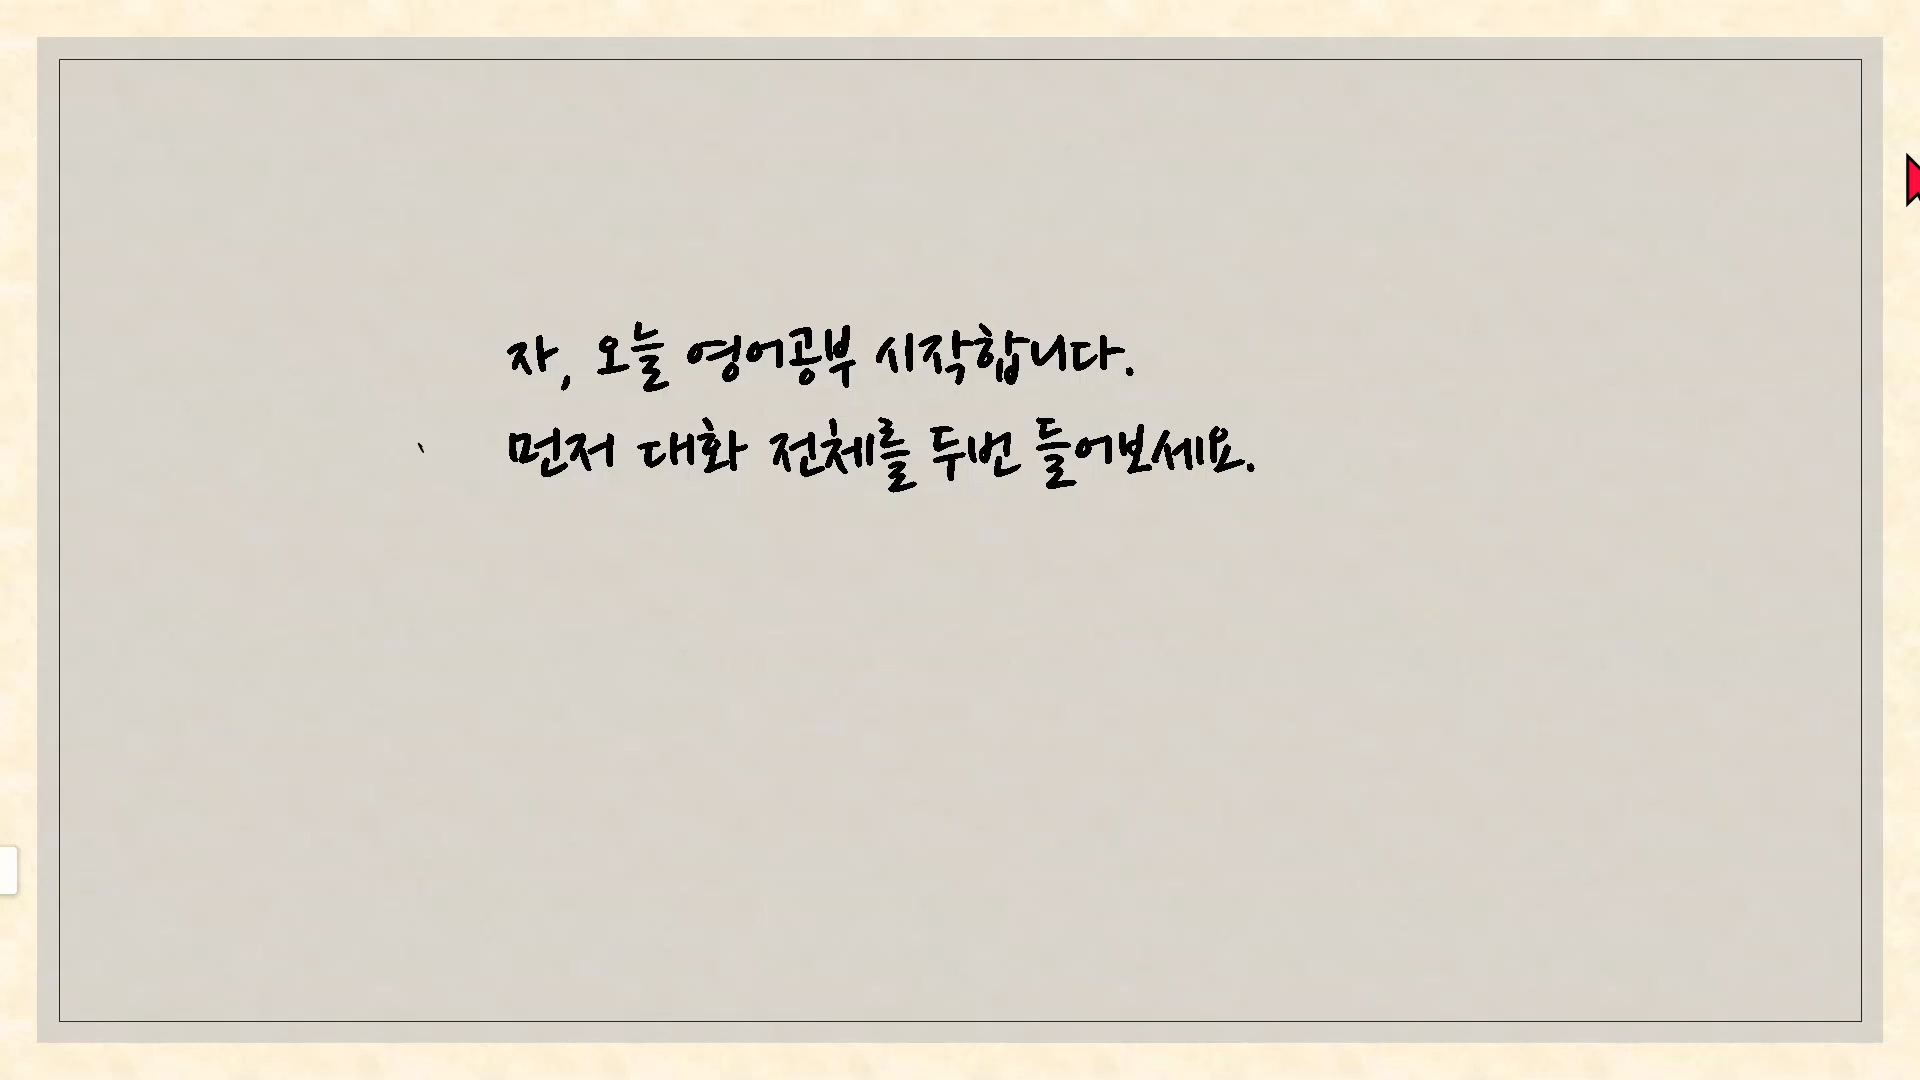 자, 오늘 영어공부 시작합니다.
먼저 대화 전체를 두번 들어보세요.